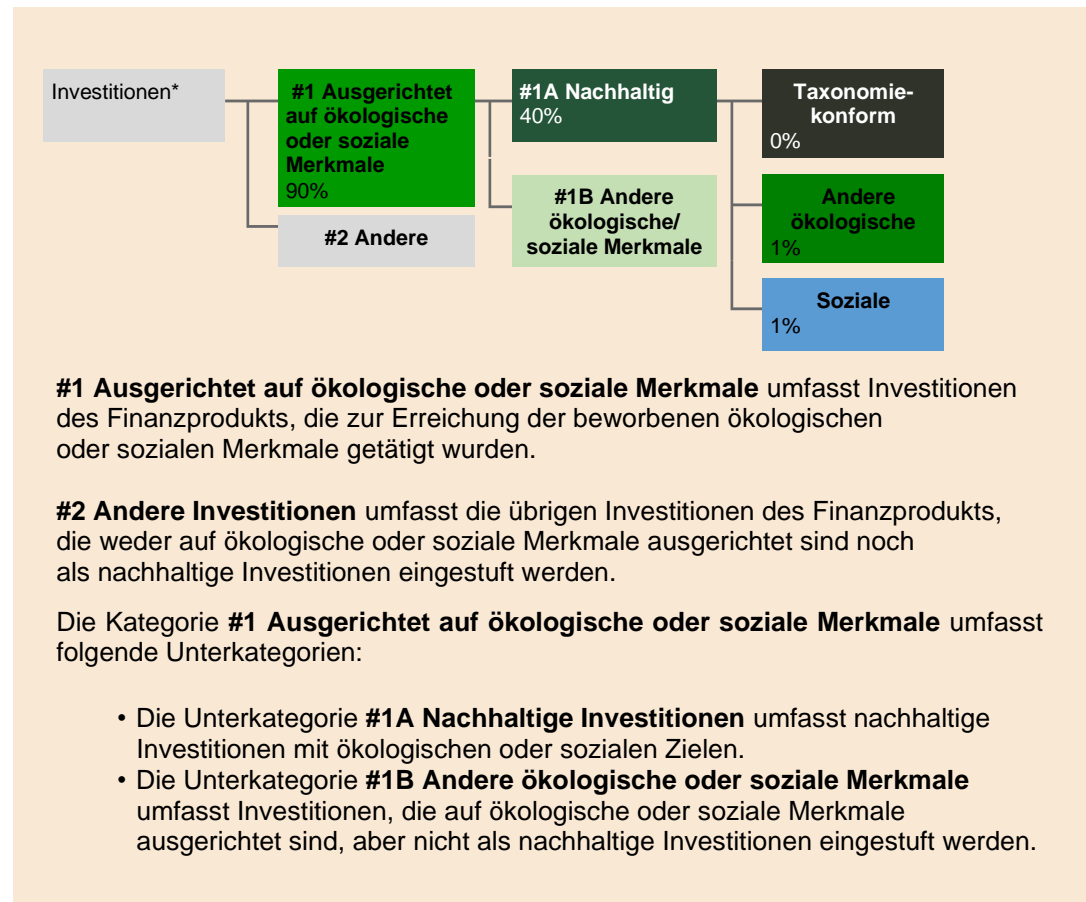 Investitionen*
#1 Ausgerichtet
auf ökologische
oder soziale
Merkmale
90%
#2 Andere
#1A Nachhaltig
40%
#1B Andere
ökologische/
soziale Merkmale
Taxonomie-
konform
0%
Andere
ökologische
1%
Soziale
1%
#1 Ausgerichtet auf ökologische oder soziale Merkmale umfasst Investitionen
des Finanzprodukts, die zur Erreichung der beworbenen ökologischen
oder sozialen Merkmale getätigt wurden.
#2 Andere Investitionen umfasst die übrigen Investitionen des Finanzprodukts,
die weder auf ökologische oder soziale Merkmale ausgerichtet sind noch
als nachhaltige Investitionen eingestuft werden.
Die Kategorie #1 Ausgerichtet auf ökologische oder soziale Merkmale umfasst
folgende Unterkategorien:
• Die Unterkategorie #1A Nachhaltige Investitionen umfasst nachhaltige
Investitionen mit ökologischen oder sozialen Zielen.
• Die Unterkategorie #1B Andere ökologische oder soziale Merkmale
umfasst Investitionen, die auf ökologische oder soziale Merkmale
ausgerichtet sind, aber nicht als nachhaltige Investitionen eingestuft werden.